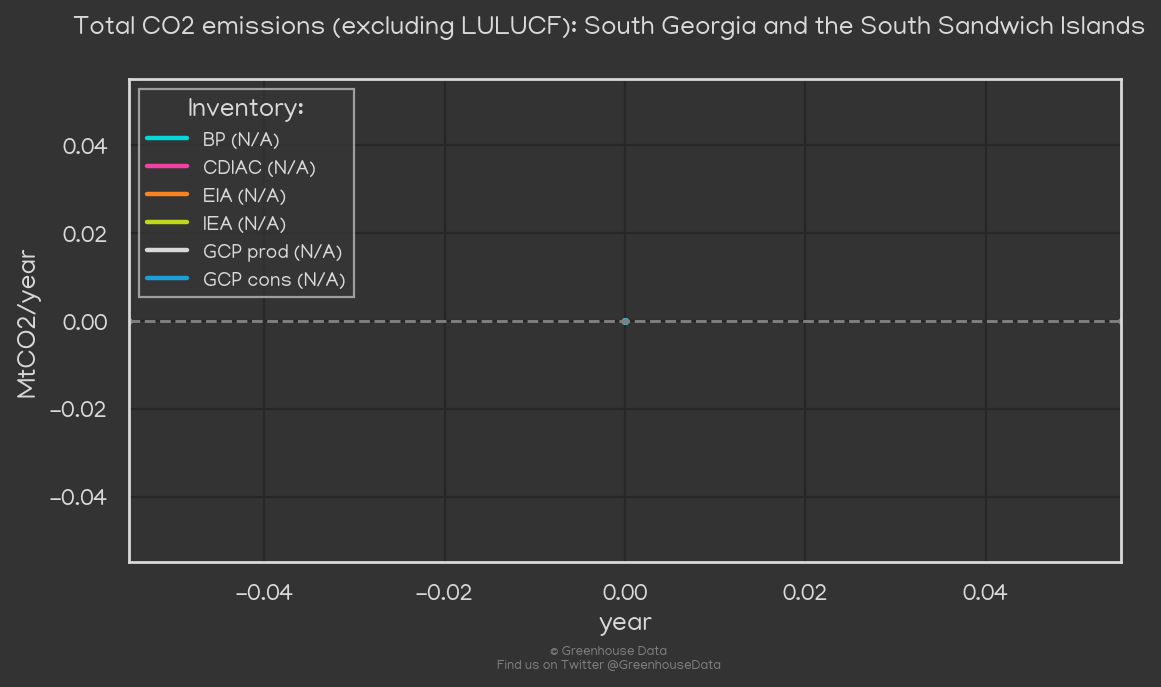 Total CO2 emissions (excluding LULUCF): South Georgia and the South Sandwich Islands
Inventory:
BP (N/A)
CDIAC (N/A)
EIA (N/A)
IEA (N/A)
GCP prod (N/A)
GCP cons (N/A)
MtCO2/year
0.04
0.02
0.00
−0.02
−0.04
−0.04 −0.02 0.00 0.02 0.04
year
© Greenhouse Data
Find us on Twitter @GreenhouseData